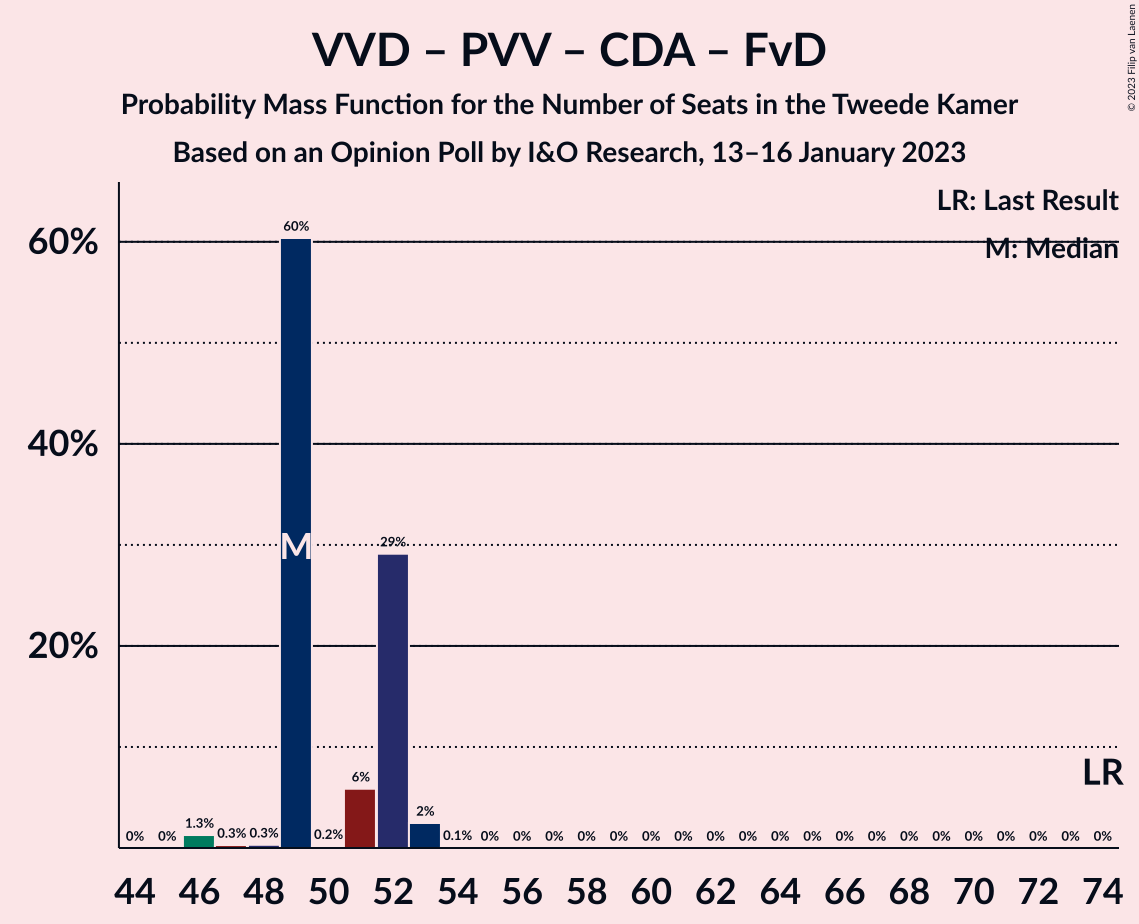 VVD – PVV – CDA – FvD
Probability Mass Function for the Number of Seats in the Tweede Kamer
Based on an Opinion Poll by I&O Research, 13–16 January 2023
© 2023 Filip van Laenen
LR: Last Result
M: Median
60%
40%
20%
0% 0% 1.3% 0.3% 0.3% 60% 0.2% 6% 29% 2% 0.1% 0% 0% 0% 0% 0% 0% 0% 0% 0% 0% 0% 0% 0% 0% 0% 0% 0% 0% 0% 0%
M
LR
44 46 48 50 52 54 56 58 60 62 64 66 68 70 72 74